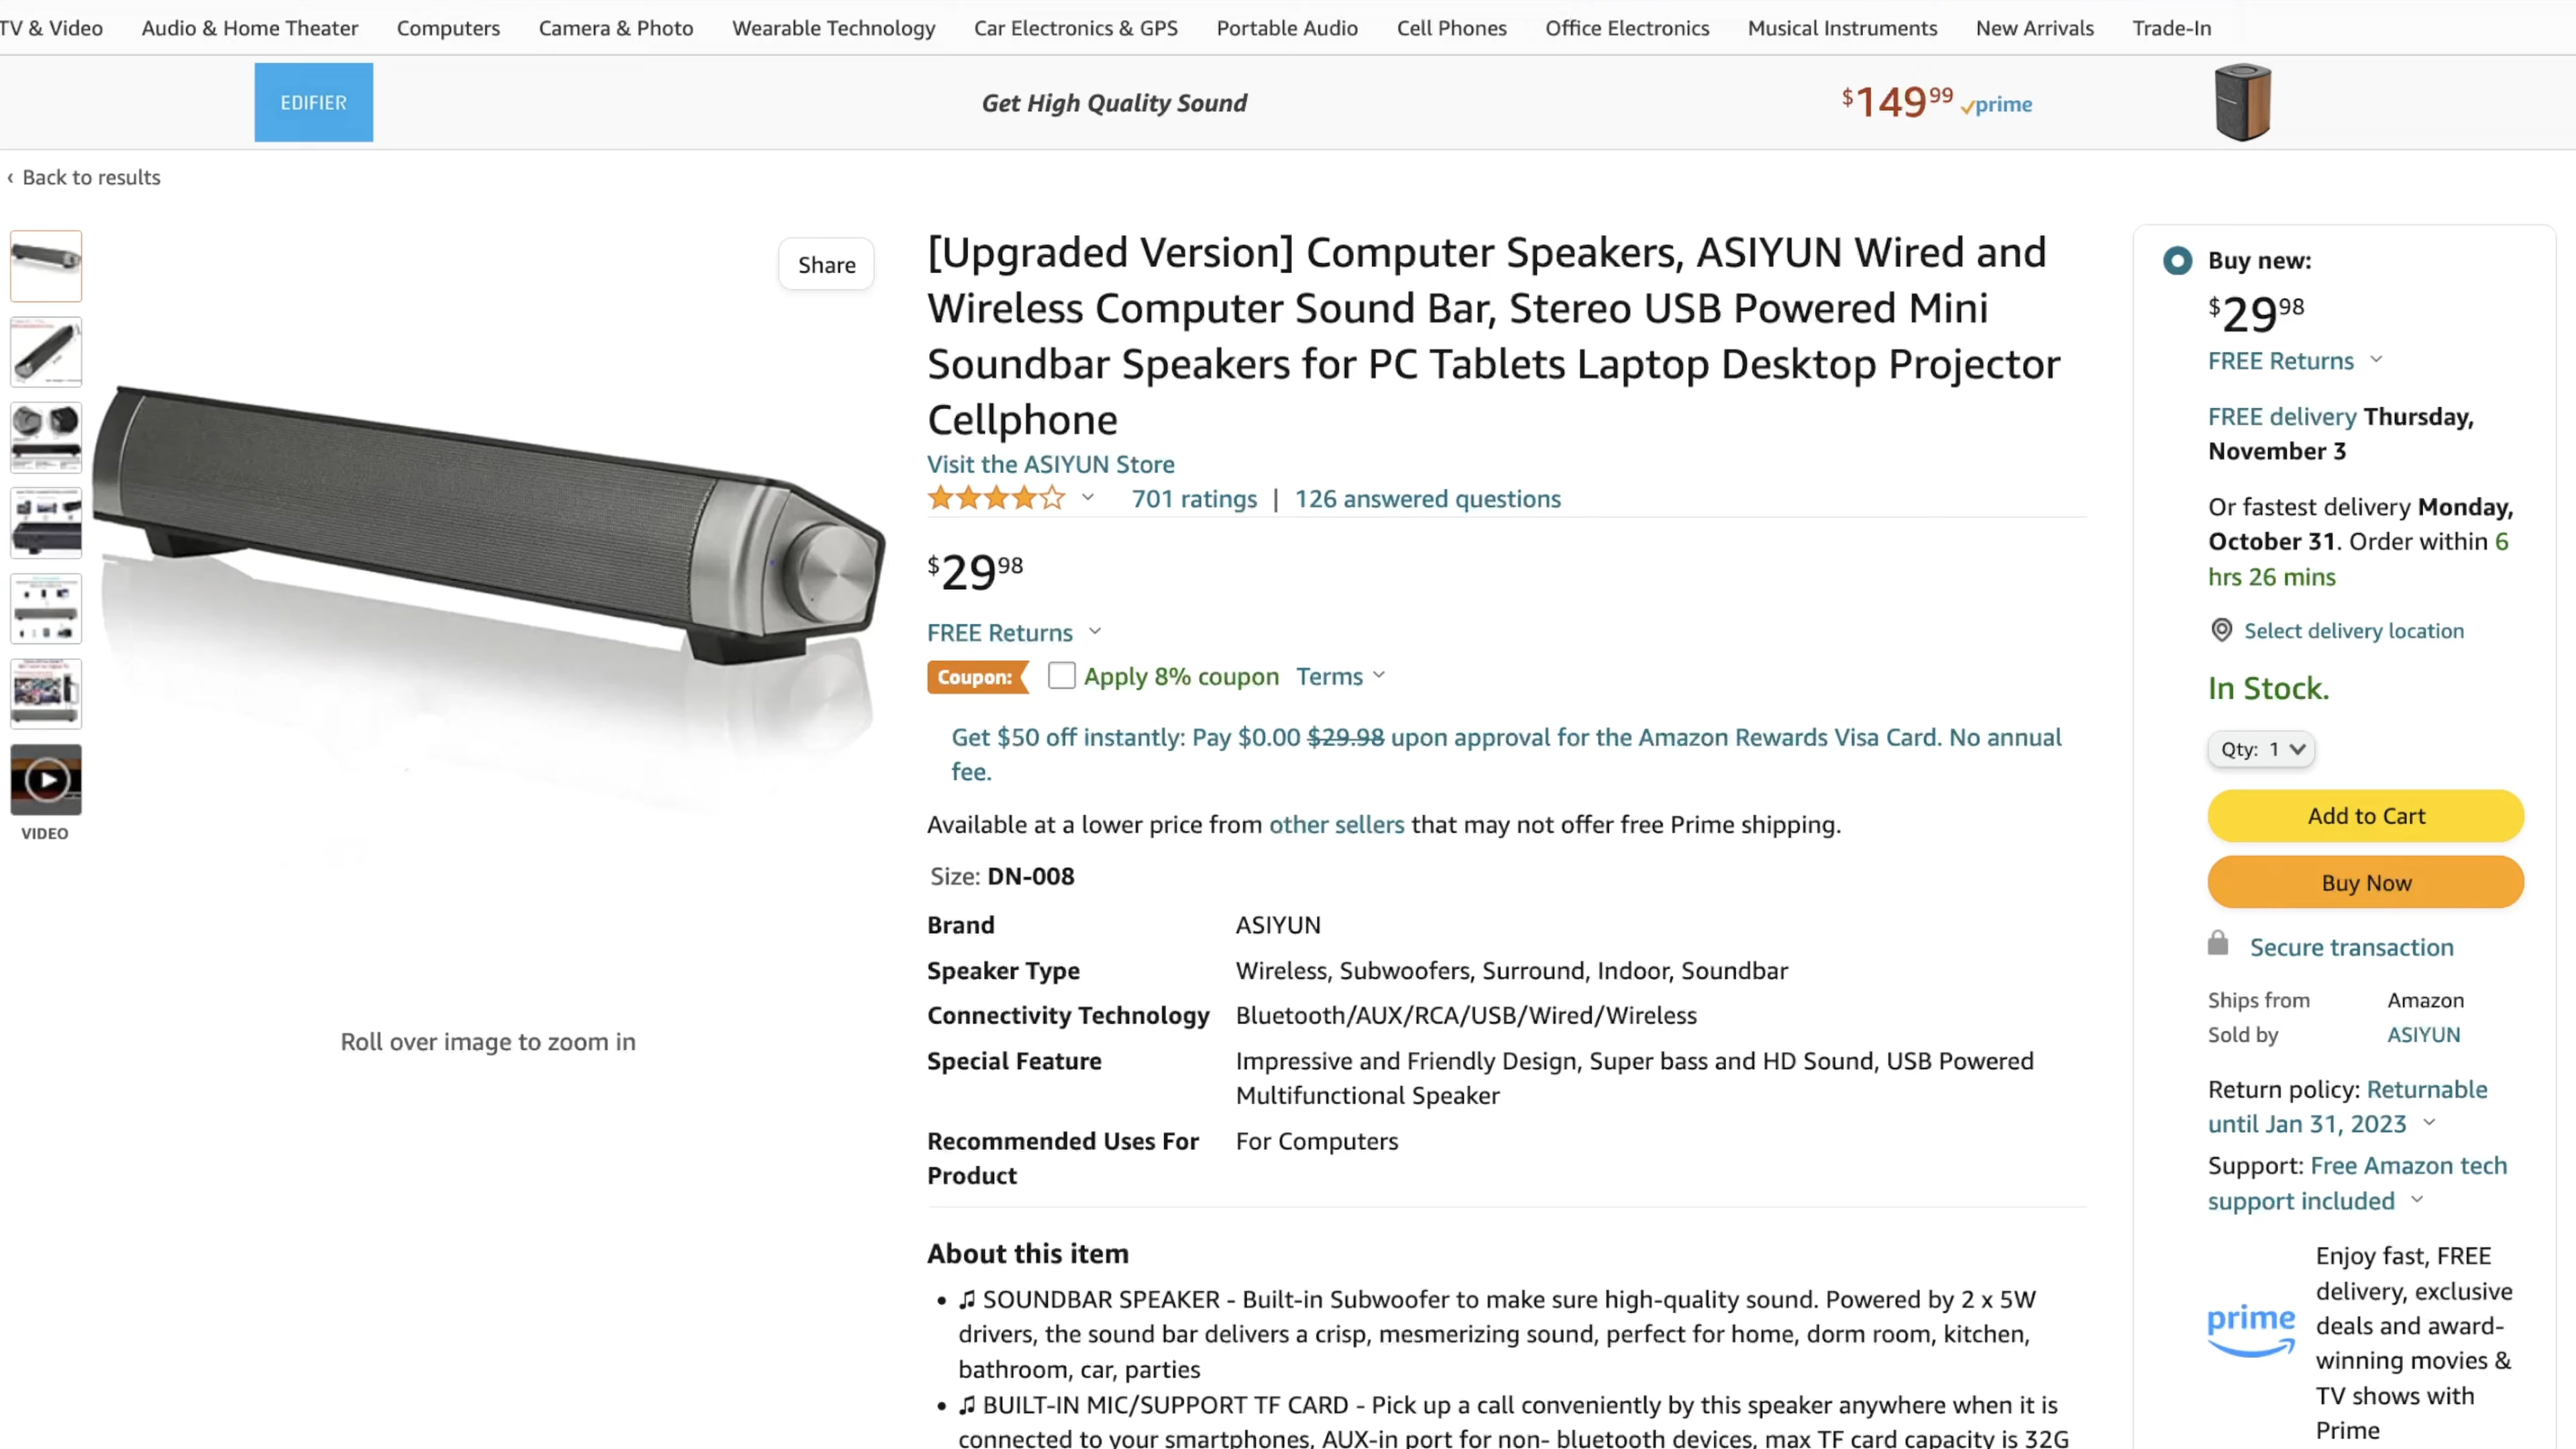 TV & Video Audio & Home Theater Computers Camera & Photo Wearable Technology Car Electronics & GPS Portable Audio Cell Phones Office Electronics Musical Instruments New Arrivals Trade-In
EDIFIER Get High Quality Sound $149.99 prime
‹ Back to results
Share
VIDEO
Roll over image to zoom in
[Upgraded Version] Computer Speakers, ASIYUN Wired and
Wireless Computer Sound Bar, Stereo USB Powered Mini
Soundbar Speakers for PC Tablets Laptop Desktop Projector
Cellphone
Visit the ASIYUN Store
701 ratings | 126 answered questions
$29 98
FREE Returns
Coupon: Apply 8% coupon Terms
Get $50 off instantly: Pay $0.00 $29.98 upon approval for the Amazon Rewards Visa Card. No annual
fee.
Available at a lower price from other sellers that may not offer free Prime shipping.
Size: DN-008
Brand ASIYUN
Speaker Type Wireless, Subwoofers, Surround, Indoor, Soundbar
Connectivity Technology Bluetooth/AUX/RCA/USB/Wired/Wireless
Special Feature Impressive and Friendly Design, Super bass and HD Sound, USB Powered
Multifunctional Speaker
Recommended Uses For For Computers
Product
About this item
• ♫ SOUNDBAR SPEAKER - Built-in Subwoofer to make sure high-quality sound. Powered by 2 x 5W
drivers, the sound bar delivers a crisp, mesmerizing sound, perfect for home, dorm room, kitchen,
bathroom, car, parties
• ♫ BUILT-IN MIC/SUPPORT TF CARD - Pick up a call conveniently by this speaker anywhere when it is
connected to your smartphones, AUX-in port for non- bluetooth devices, max TF card capacity is 32G
Buy new:
$29 98
FREE Returns
FREE delivery Thursday,
November 3
Or fastest delivery Monday,
October 31. Order within 6
hrs 26 mins
Select delivery location
In Stock.
Qty: 1
Add to Cart
Buy Now
Secure transaction
Ships from Amazon
Sold by ASIYUN
Return policy: Returnable
until Jan 31, 2023
Support: Free Amazon tech
support included
prime
Enjoy fast, FREE
delivery, exclusive
deals and award-
winning movies &
TV shows with
Prime